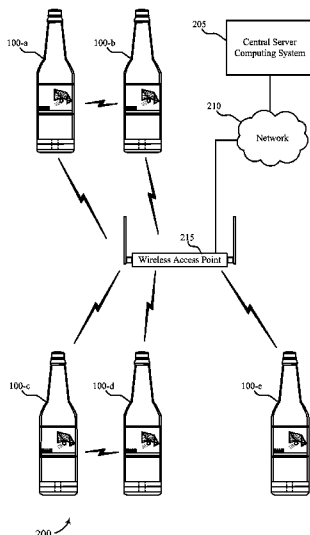 205
Central Server
Computing System
100-a
100-b
210
Network
215
Wireless Access Point
100-c
100-d
100-e
200